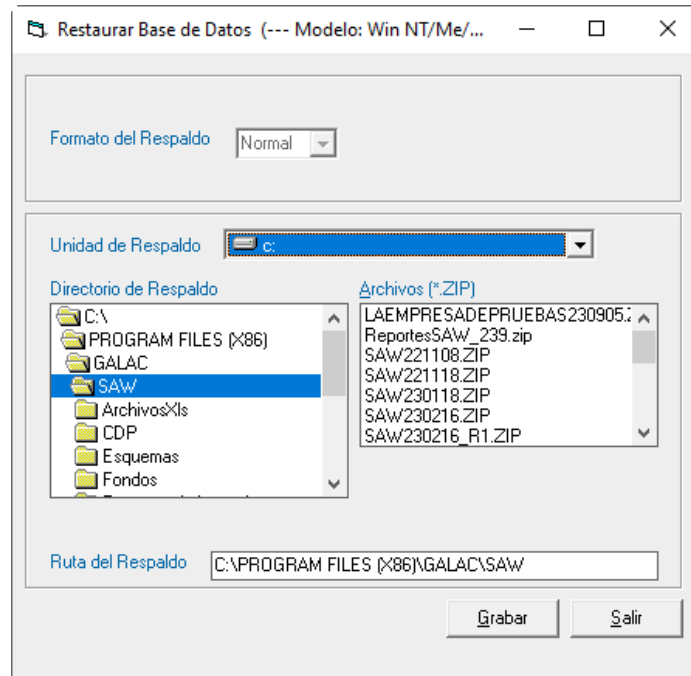 Restaurar Base de Datos (--- Modelo: Win NT/Me/...
Formato del Respaldo Normal
Unidad de Respaldo c:
Directorio de Respaldo
C:\
PROGRAM FILES (X86)
GALAC
SAW
ArchivosXls
CDP
Esquemas
Fondos
Archivos (*.ZIP)
LAEMPRESADEPRUEBAS230905.
ReportesSAW_239.zip
SAW221108.ZIP
SAW221118.ZIP
SAW230118.ZIP
SAW230216.ZIP
SAW230216_R1.ZIP
Ruta del Respaldo C:\PROGRAM FILES (X86)\GALAC\SAW
Grabar Salir